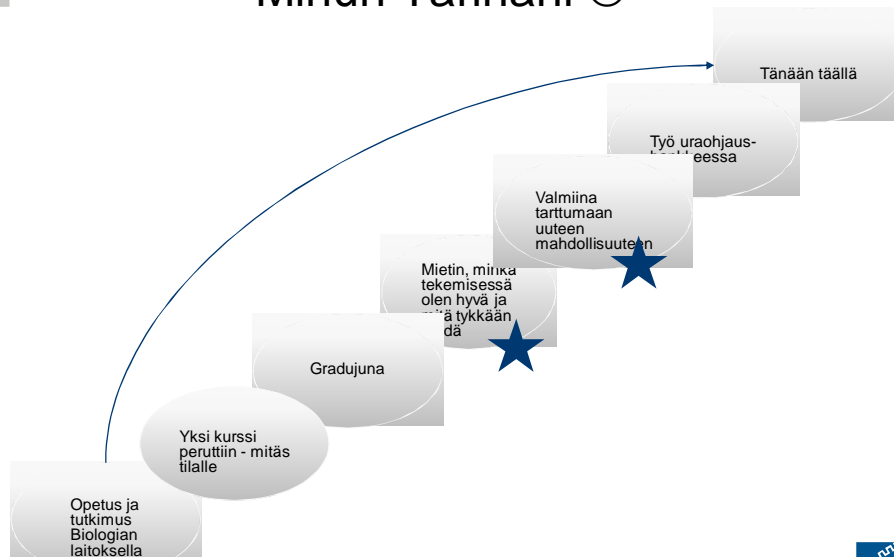 Tänään täällä
Työ uraohjaus-
Valmiina
tarttumaan
uuteen
mahdollisuuteen
Mietin, minkä
tekemisessä
olen hyvä ja
tykkään
Gradujuna
Yksi kurssi
peruttiin - mitäs
tilalle
Opetus ja
tutkimus
Biologian
laitoksella